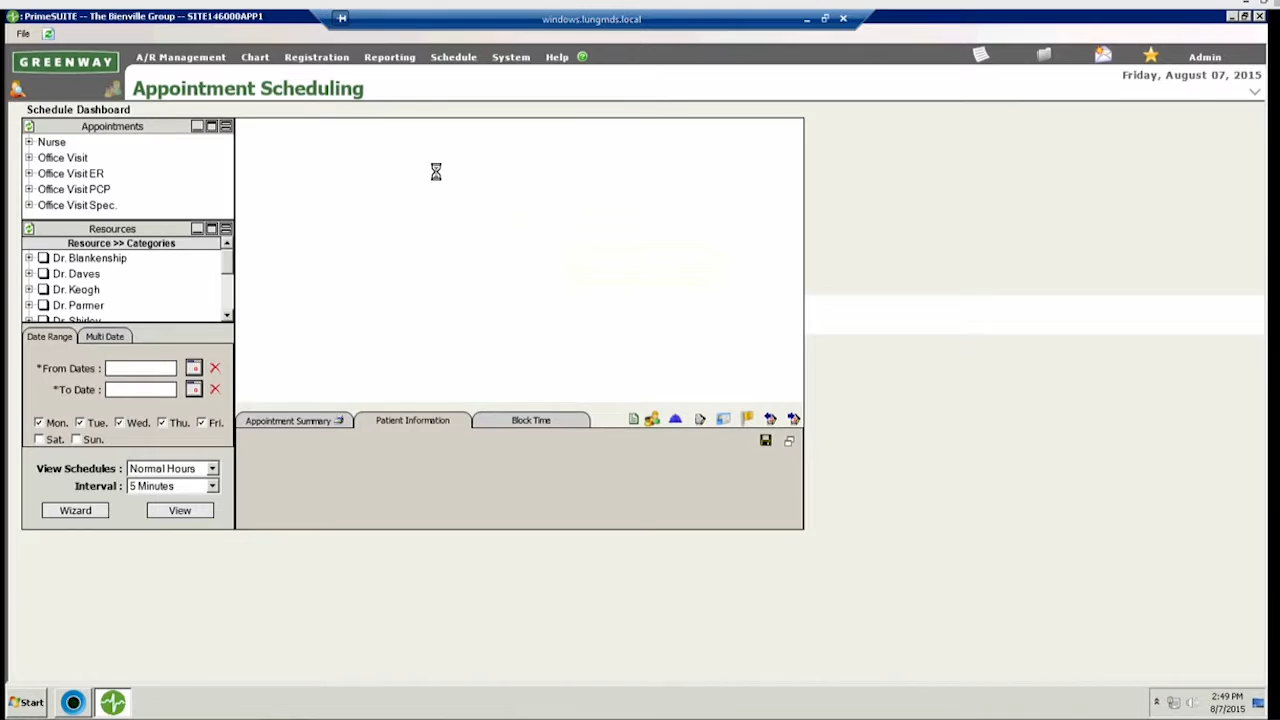 : PrimeSUITE -- The Bienville Group -- SITE146000APP1
windows.lungmds.local
File
GREENWAY
A/R Management Chart Registration Reporting Schedule System Help
Admin
Friday, August 07, 2015
Appointment Scheduling
Schedule Dashboard
Appointments
Nurse
Office Visit
Office Visit ER
Office Visit PCP
Office Visit Spec.
Resources
Resource >> Categories
Dr. Blankenship
Dr. Daves
Dr. Keogh
Dr. Parmer
Dr. Shirley
Date Range Multi Date
*From Dates :
*To Date :
Mon. Tue. Wed. Thu. Fri.
Sat. Sun.
View Schedules : Normal Hours
Interval : 5 Minutes
Wizard View
Appointment Summary Patient Information Block Time
Start
2:49 PM
8/7/2015